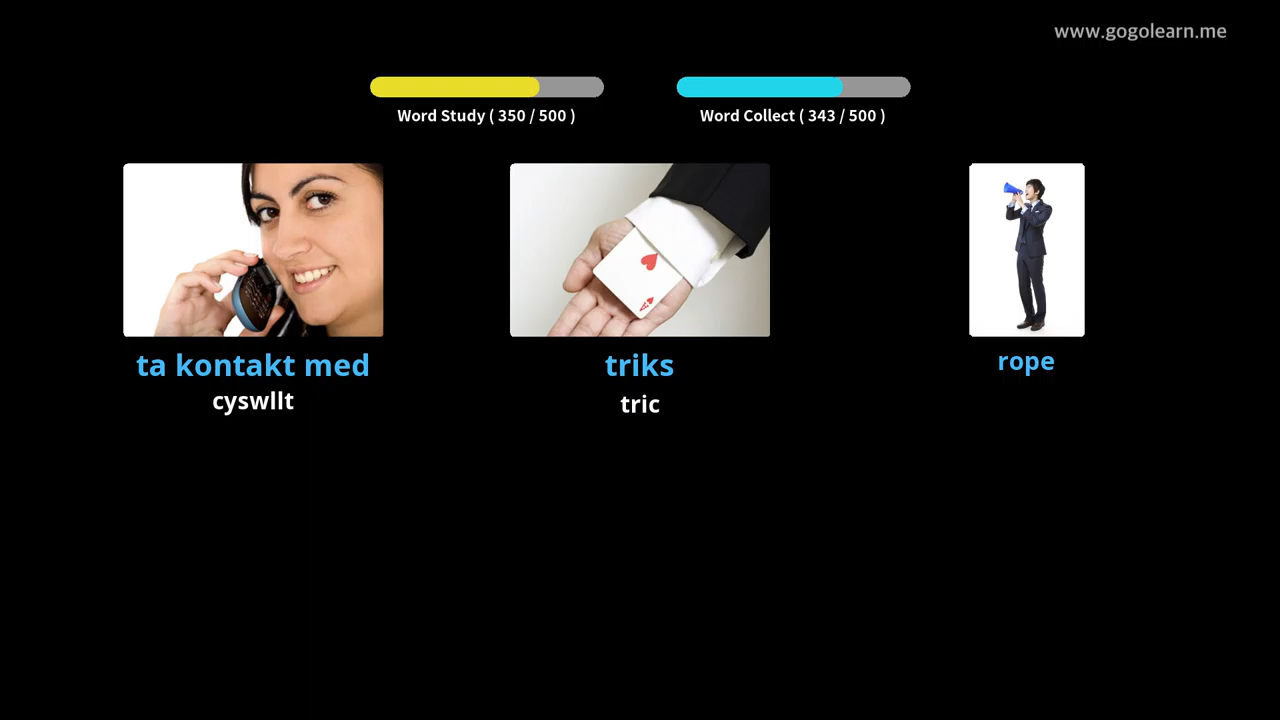 www.gogolearn.me
Word Study ( 350 / 500 )
Word Collect ( 343 / 500 )
ta kontakt med
triks
rope
cyswllt
tric